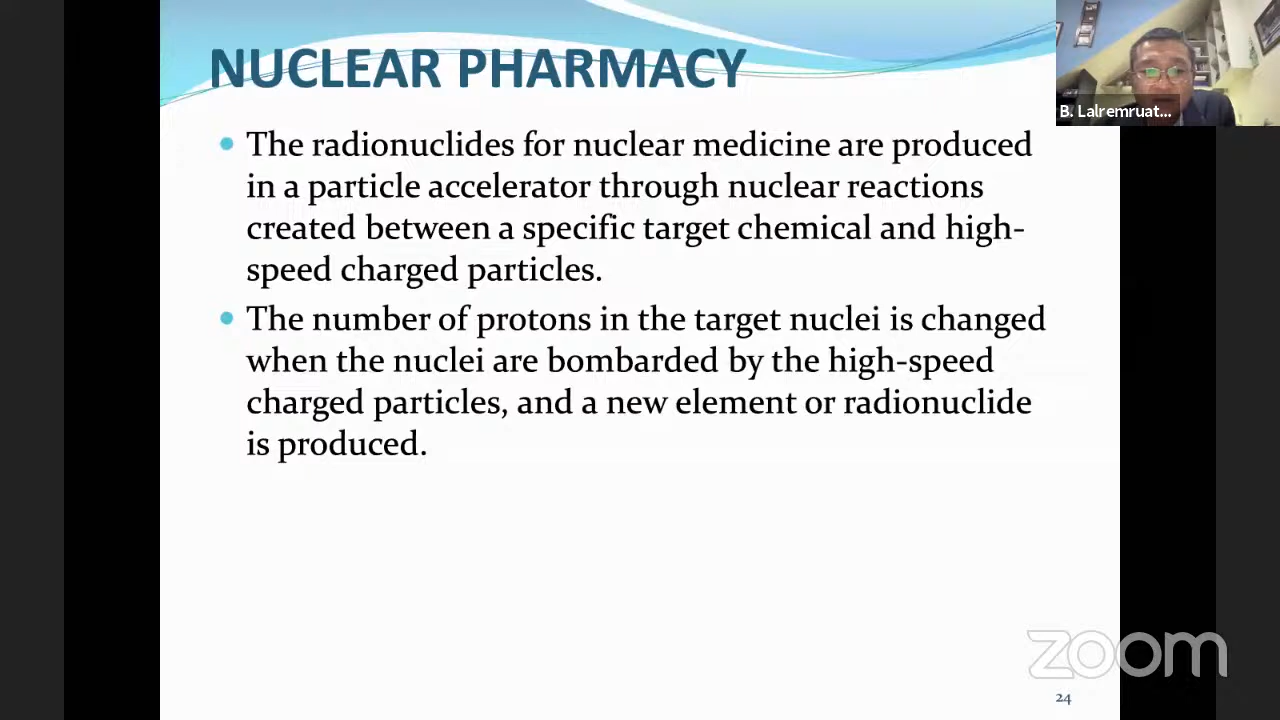 NUCLEAR PHARMACY
B. Lalremruat...
The radionuclides for nuclear medicine are produced
in a particle accelerator through nuclear reactions
created between a specific target chemical and high-
speed charged particles.
The number of protons in the target nuclei is changed
when the nuclei are bombarded by the high-speed
charged particles, and a new element or radionuclide
is produced.
zoom
24